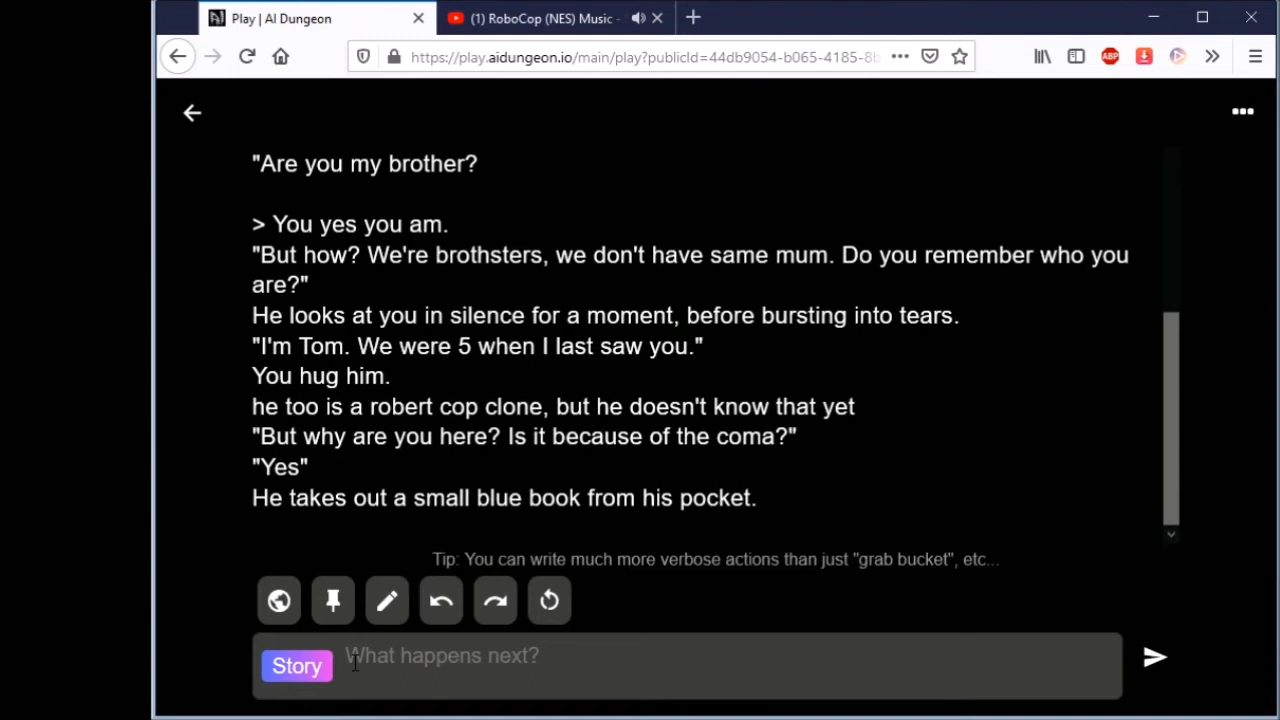 Play | AI Dungeon
(1) RoboCop (NES) Music -
https://play.aidungeon.io/main/play?publicId=44db9054-b065-4185-8b
ABP
"Are you my brother?
> You yes you am.
"But how? We're brothsters, we don't have same mum. Do you remember who you
are?"
He looks at you in silence for a moment, before bursting into tears.
"I'm Tom. We were 5 when I last saw you."
You hug him.
he too is a robert cop clone, but he doesn't know that yet
"But why are you here? Is it because of the coma?"
"Yes"
He takes out a small blue book from his pocket.
Tip: You can write much more verbose actions than just "grab bucket", etc...
Story What happens next?